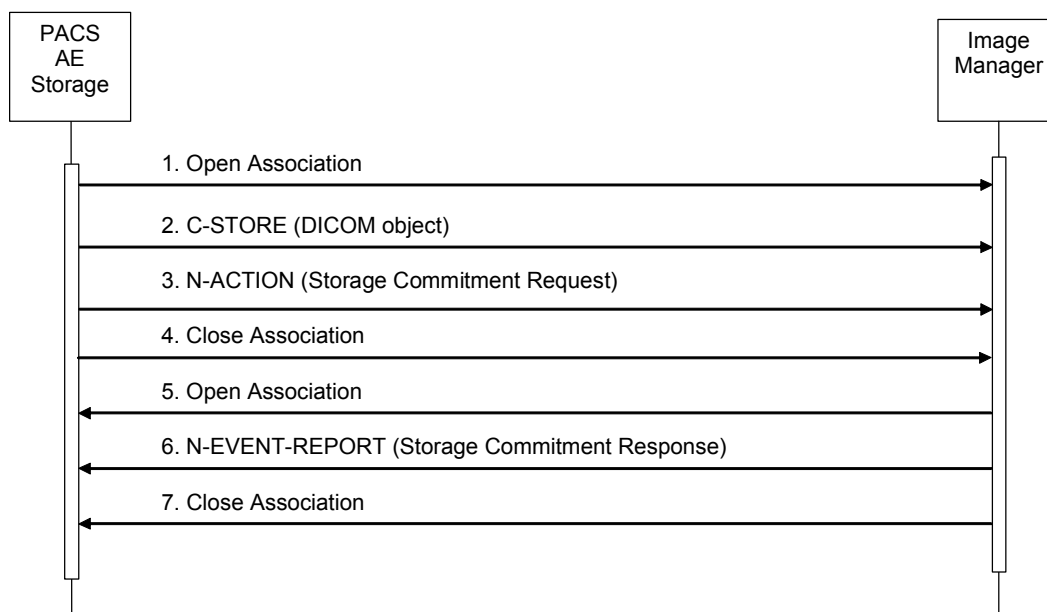 PACS
AE
Storage
Image
Manager
1. Open Association
2. C-STORE (DICOM object)
3. N-ACTION (Storage Commitment Request)
4. Close Association
5. Open Association
6. N-EVENT-REPORT (Storage Commitment Response)
7. Close Association